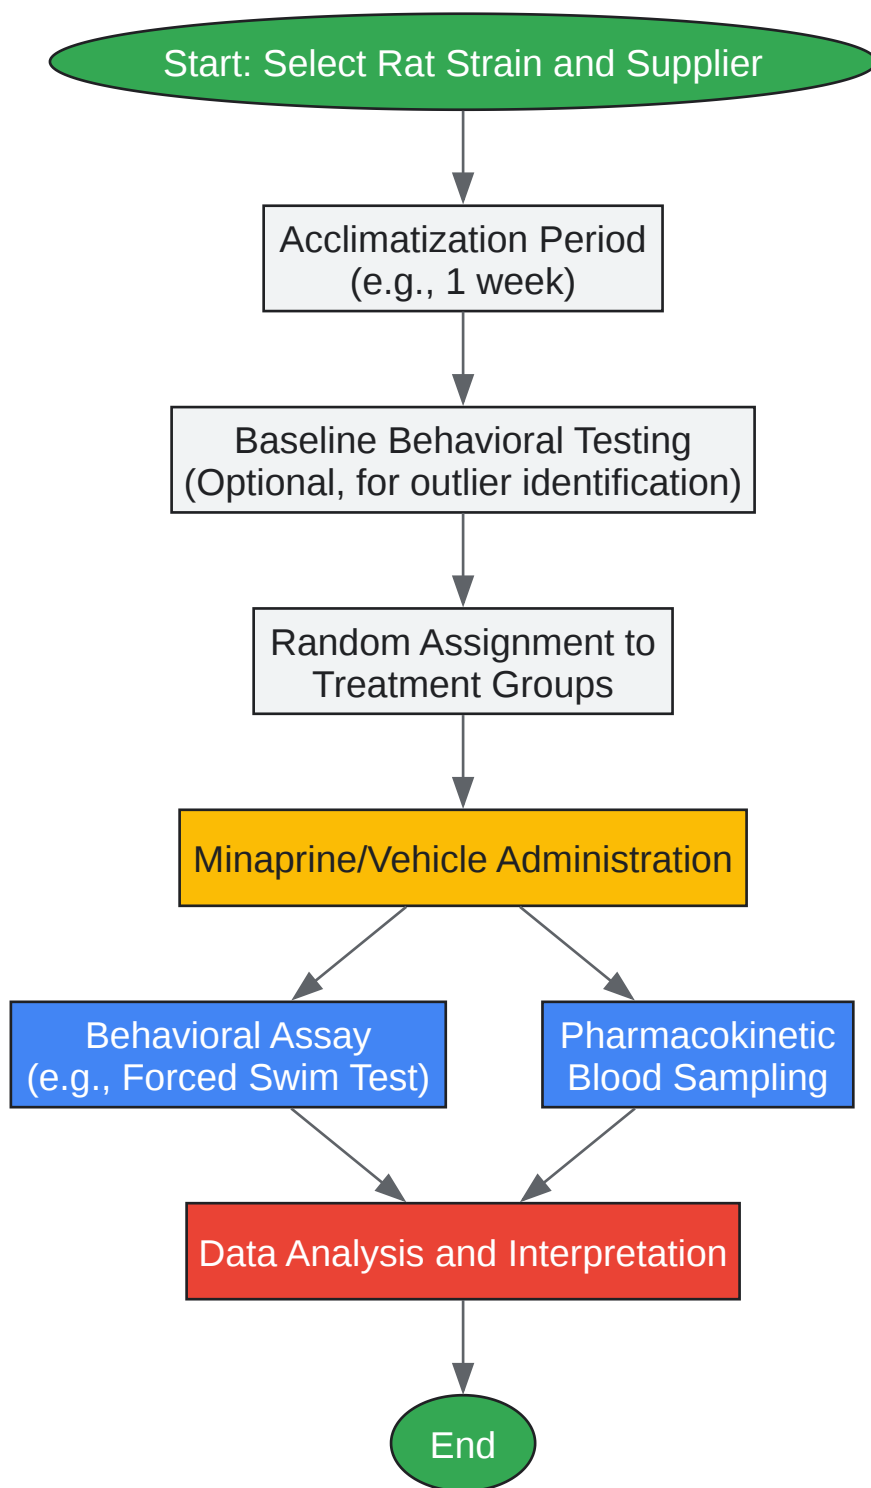 Start: Select Rat Strain and Supplier
Acclimatization Period
(e.g., 1 week)
Baseline Behavioral Testing
(Optional, for outlier identification)
Random Assignment to
Treatment Groups
Minaprine/Vehicle Administration
Behavioral Assay
(e.g., Forced Swim Test)
Pharmacokinetic
Blood Sampling
Data Analysis and Interpretation
End